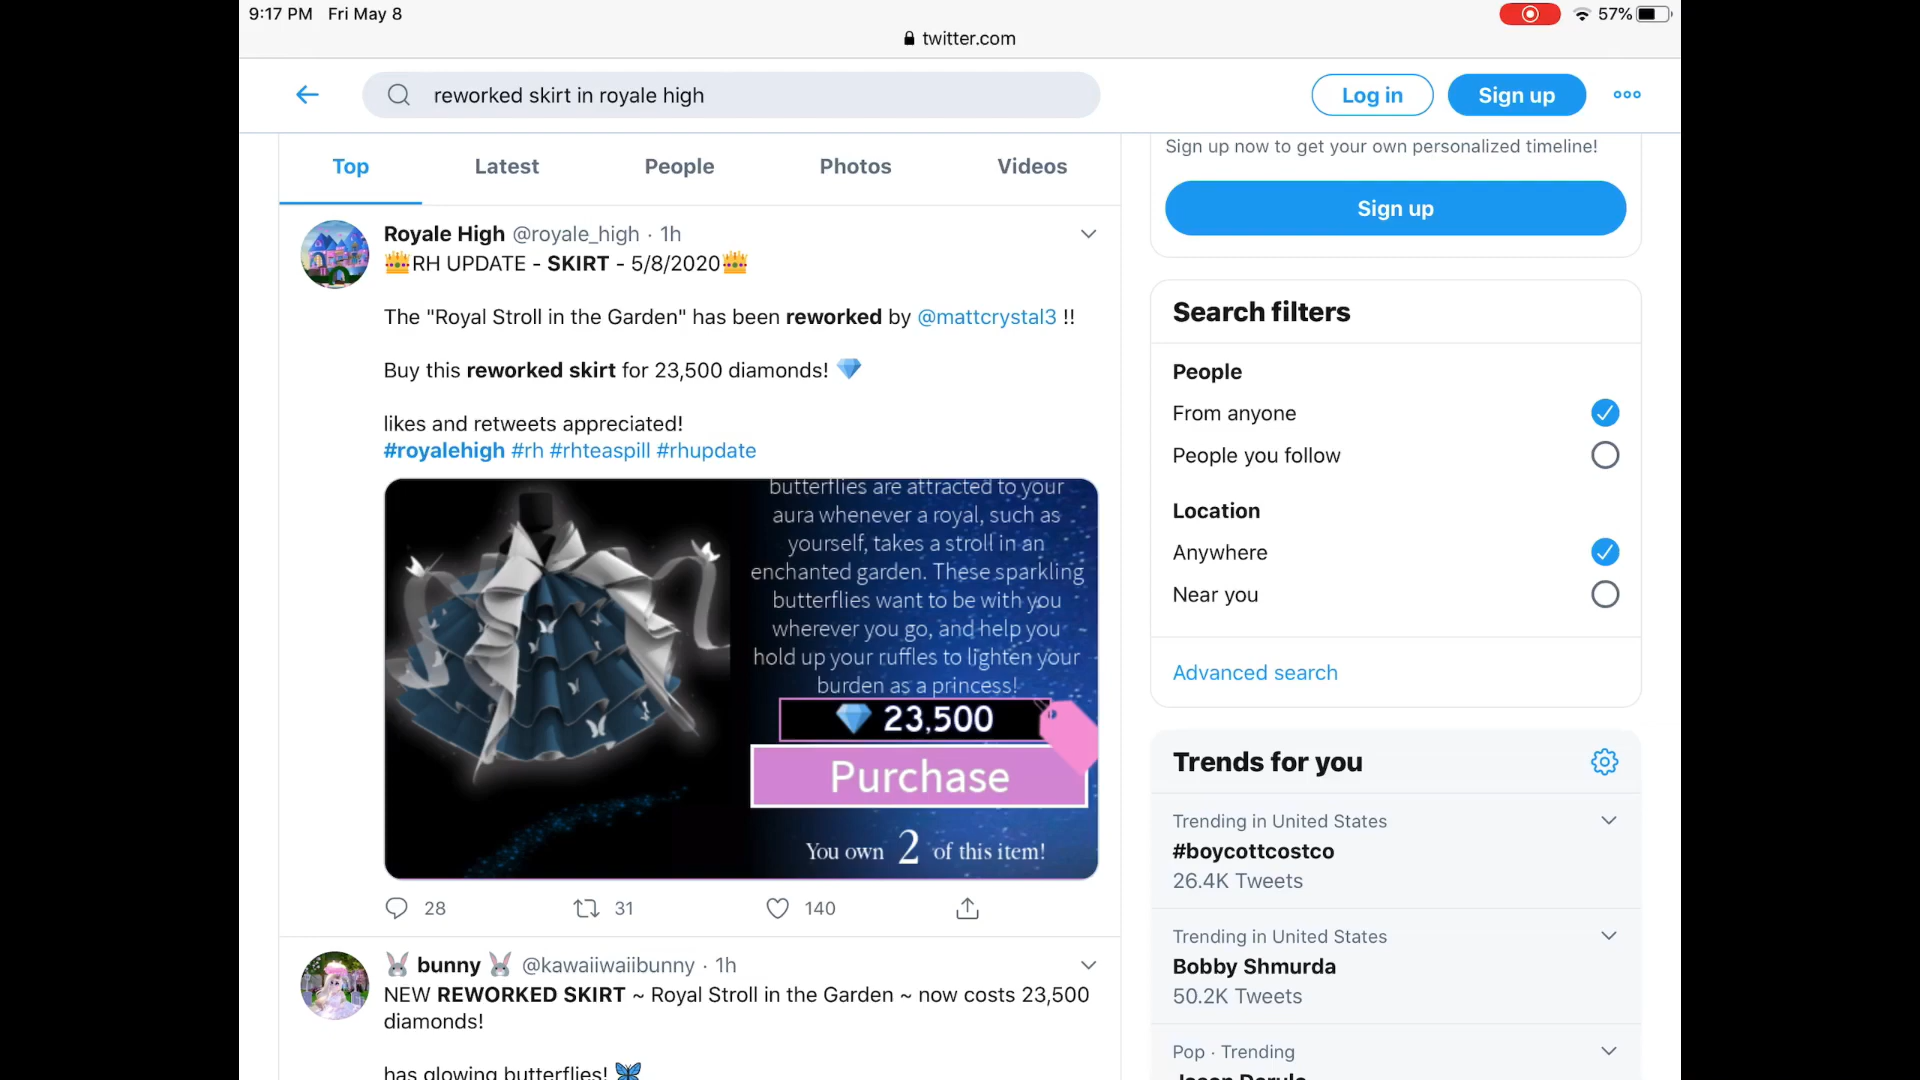 9:17 PM Fri May 8
57%
twitter.com
reworked skirt in royale high
Log in
Sign up
Top
Latest
People
Photos
Videos
Royale High @royale_high · 1h
👑RH UPDATE - SKIRT - 5/8/2020👑
The "Royal Stroll in the Garden" has been reworked by @mattcrystal3 !!
Buy this reworked skirt for 23,500 diamonds! 💎
likes and retweets appreciated!
#royalehigh #rh #rhteaspill #rhupdate
butterflies are attracted to your
aura whenever a royal, such as
yourself, takes a stroll in an
enchanted garden. These sparkling
butterflies want to be with you
wherever you go, and help you
hold up your ruffles to lighten your
burden as a princess!
23,500
Purchase
You own 2 of this item!
28
31
140
🐰 bunny 🐰 @kawaiiwaiibunny · 1h
NEW REWORKED SKIRT ~ Royal Stroll in the Garden ~ now costs 23,500
diamonds!
has glowing butterflies! 🦋
Sign up now to get your own personalized timeline!
Sign up
Search filters
People
From anyone
People you follow
Location
Anywhere
Near you
Advanced search
Trends for you
Trending in United States
#boycottcostco
26.4K Tweets
Trending in United States
Bobby Shmurda
50.2K Tweets
Pop · Trending
Jason Derulo